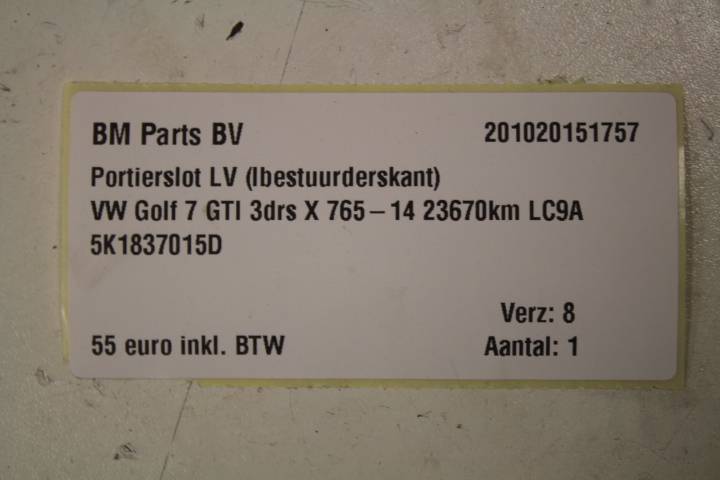 BM Parts BV 201020151757
Portierslot LV (lbestuurderskant)
VW Golf 7 GTI 3drs X 765-14 23670km LC9A
5K1837015D
Verz: 8
55 euro inkl. BTW Aantal: 1